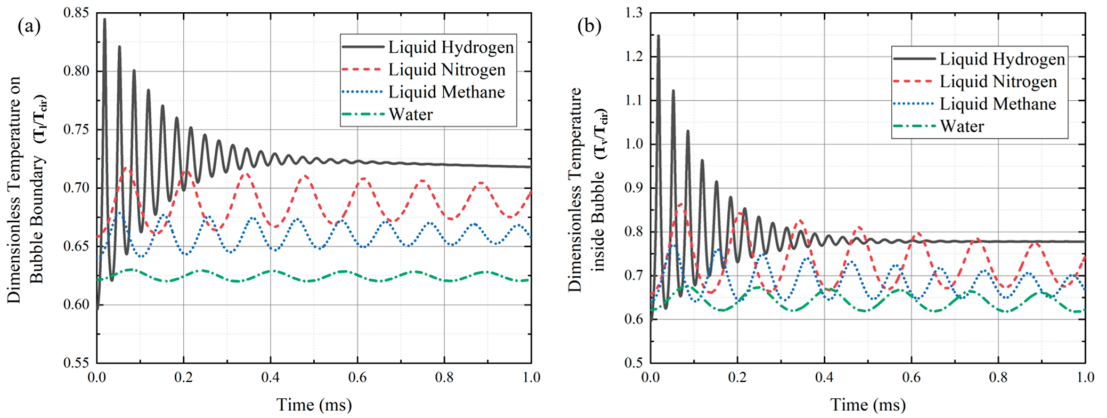 (a)
0.85
0.80
0.75
0.70
0.65
0.60
0.55
Dimensionless Temperature on
Bubble Boundary (Tl/Tcir)
Liquid Hydrogen
Liquid Nitrogen
Liquid Methane
Water
0.0 0.2 0.4 0.6 0.8 1.0
Time (ms)
(b)
1.3
1.2
1.1
1.0
0.9
0.8
0.7
0.6
0.5
Dimensionless Temperature
inside Bubble (Tv/Tcir)
Liquid Hydrogen
Liquid Nitrogen
Liquid Methane
Water
0.0 0.2 0.4 0.6 0.8 1.0
Time (ms)